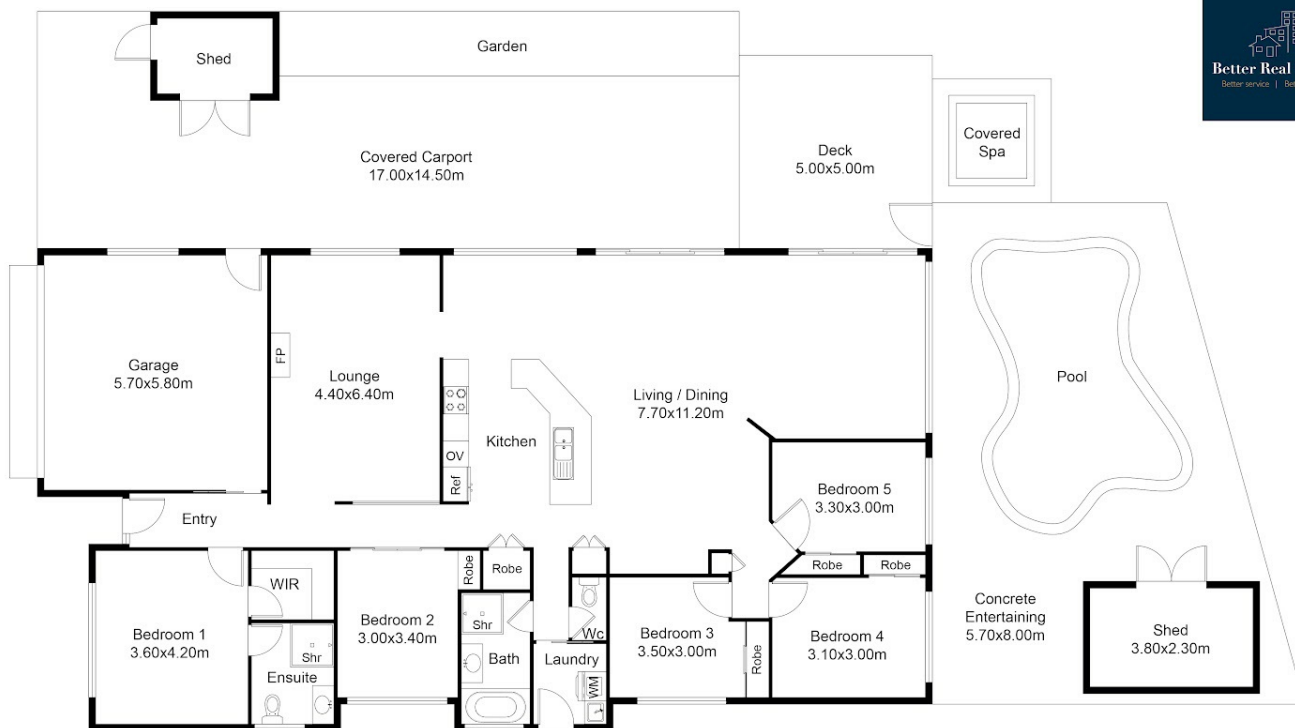 Shed
Garden
Better Real
Better service |
Covered
Spa
Covered Carport
17.00x14.50m
Deck
5.00x5.00m
Garage
5.70x5.80m
FP
Lounge
4.40x6.40m
Kitchen
OV
Ref
Living / Dining
7.70x11.20m
Pool
Bedroom 5
3.30x3.00m
Entry
Robe
Robe
Robe
Robe
WIR
Bedroom 1
3.60x4.20m
Bedroom 2
3.00x3.40m
Shr
Ensuite
Shr
Bath
Wc
Laundry
WM
Bedroom 3
3.50x3.00m
Robe
Bedroom 4
3.10x3.00m
Concrete
Entertaining
5.70x8.00m
Shed
3.80x2.30m